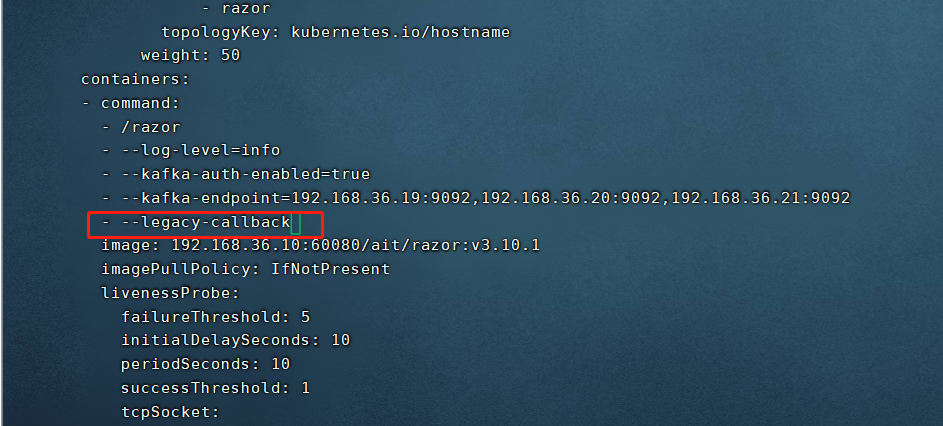 - razor
topologyKey: kubernetes.io/hostname
weight: 50
containers:
- command:
- /razor
- --log-level=info
- --kafka-auth-enabled=true
- --kafka-endpoint=192.168.36.19:9092,192.168.36.20:9092,192.168.36.21:9092
- --legacy-callback
image: 192.168.36.10:60080/ait/razor:v3.10.1
imagePullPolicy: IfNotPresent
livenessProbe:
failureThreshold: 5
initialDelaySeconds: 10
periodSeconds: 10
successThreshold: 1
tcpSocket: